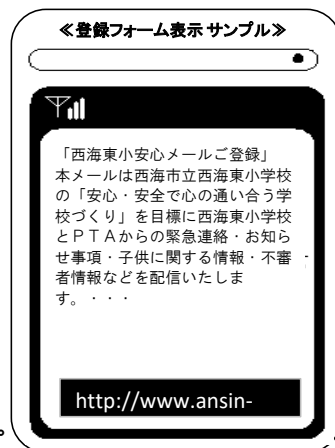 ≪登録フォーム表示 サンプル≫
「西海東小安心メールご登録」
本メールは西海市立西海東小学校
の「安心・安全で心の通い合う学
校づくり」を目標に西海東小学校
とＰＴＡからの緊急連絡・お知ら
せ事項・子供に関する情報・不審
者情報などを配信いたしま
す。・・・
http://www.ansin-